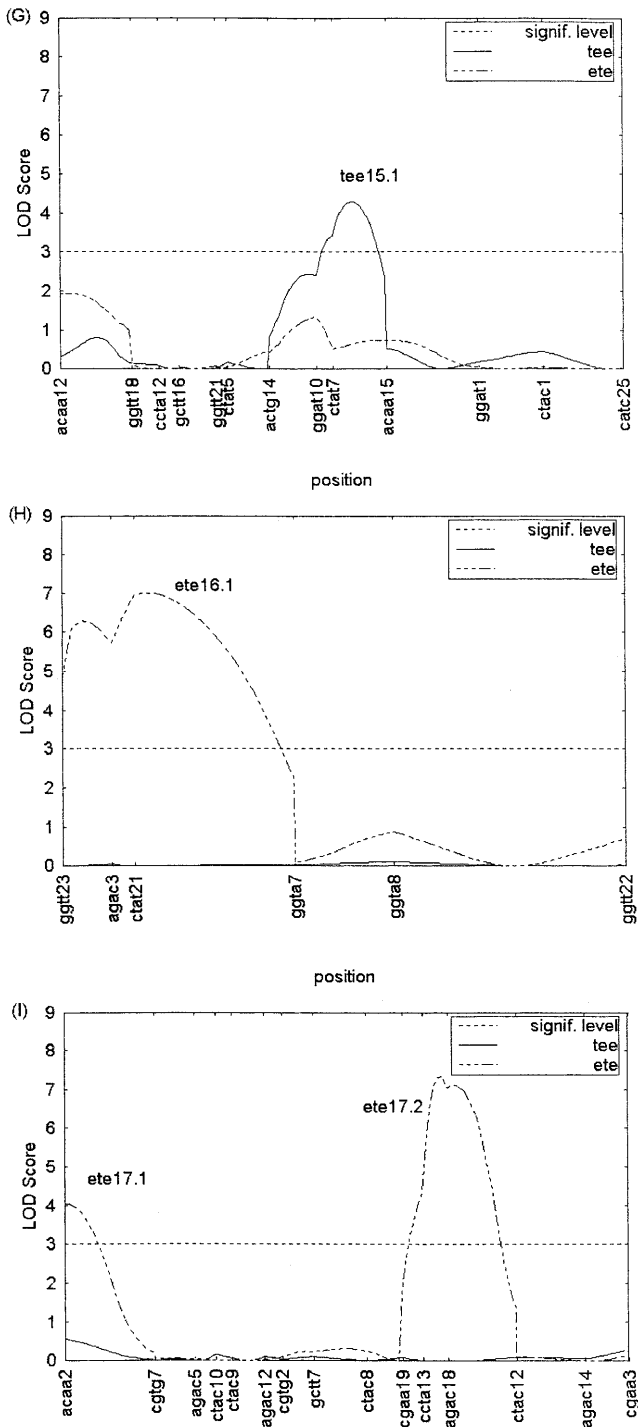 (G)
9
8
7
6
5
4
3
2
1
0
LOD Score
signif. level
tee
ete
tee15.1
acaa12
ggtt18
ccta12
gctt16
ggtt21
ctat5
actg14
ggat10
ctat7
acaa15
ggat1
ctac1
catc25
position
(H)
9
8
7
6
5
4
3
2
1
0
LOD Score
signif. level
tee
ete
ete16.1
ggtt23
agac3
ctat21
ggta7
ggta8
ggtt22
position
(I)
9
8
7
6
5
4
3
2
1
0
LOD Score
signif. level
tee
ete
ete17.1
ete17.2
acaa2
cgtg7
agac5
ctac10
ctac9
agac12
cgtg2
gctt7
ctac8
cgaa19
ccta13
agac18
ctac12
agac14
cgaa3